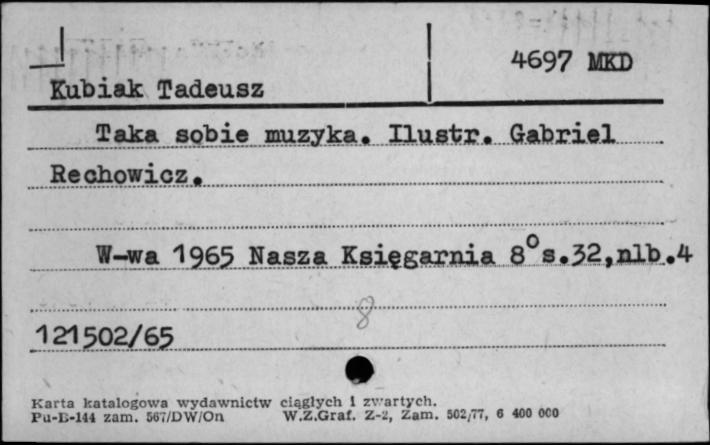 4697 MKD
Kubiak Tadeusz
Taka sobie muzyka. Ilustr. Gabriel
Rechowicz.
W-wa 1965 Nasza Księgarnia 8° s.32,nlb.4
8
121502/65
Karta katalogowa wydawnictw ciągłych i zwartych.
Pu-B-144 zam. 567/DW/On W.Z.Graf. Z-2, Zam. 502/77, 6 400 000